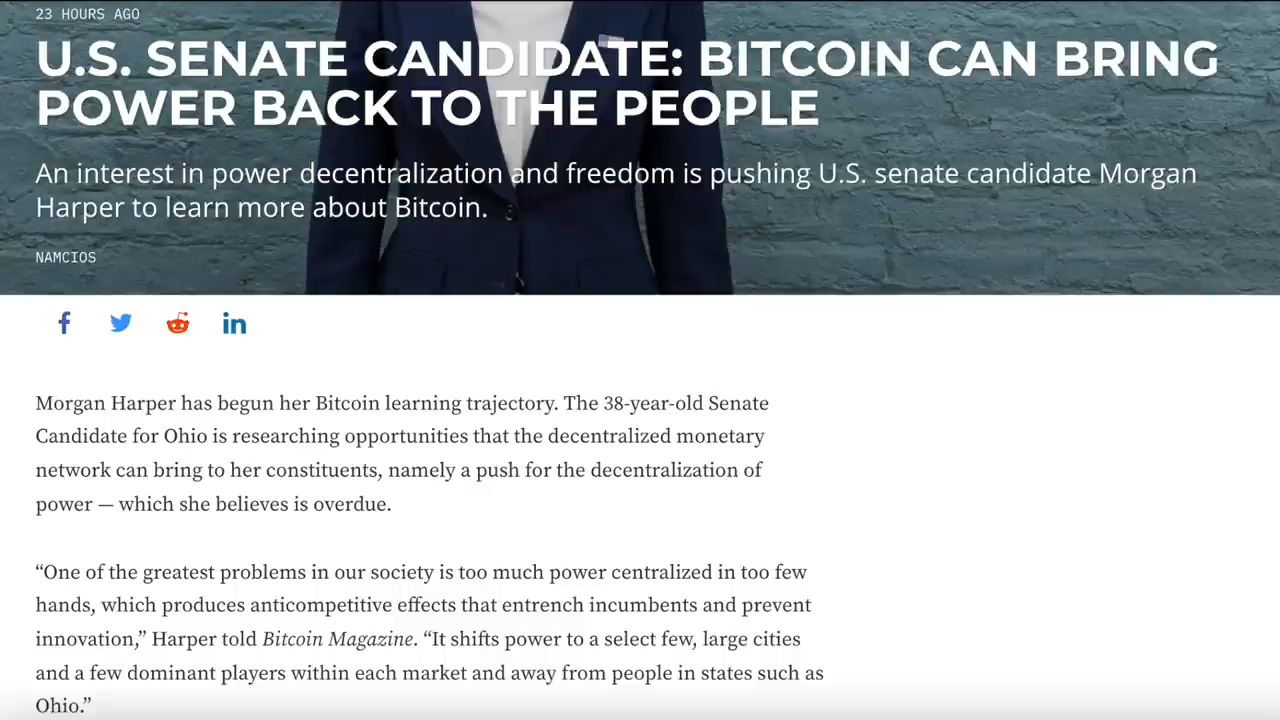 23 HOURS AGO
U.S. SENATE CANDIDATE: BITCOIN CAN BRING
POWER BACK TO THE PEOPLE
An interest in power decentralization and freedom is pushing U.S. senate candidate Morgan
Harper to learn more about Bitcoin.
NAMCIOS
Morgan Harper has begun her Bitcoin learning trajectory. The 38-year-old Senate
Candidate for Ohio is researching opportunities that the decentralized monetary
network can bring to her constituents, namely a push for the decentralization of
power — which she believes is overdue.
“One of the greatest problems in our society is too much power centralized in too few
hands, which produces anticompetitive effects that entrench incumbents and prevent
innovation,” Harper told Bitcoin Magazine. “It shifts power to a select few, large cities
and a few dominant players within each market and away from people in states such as
Ohio.”